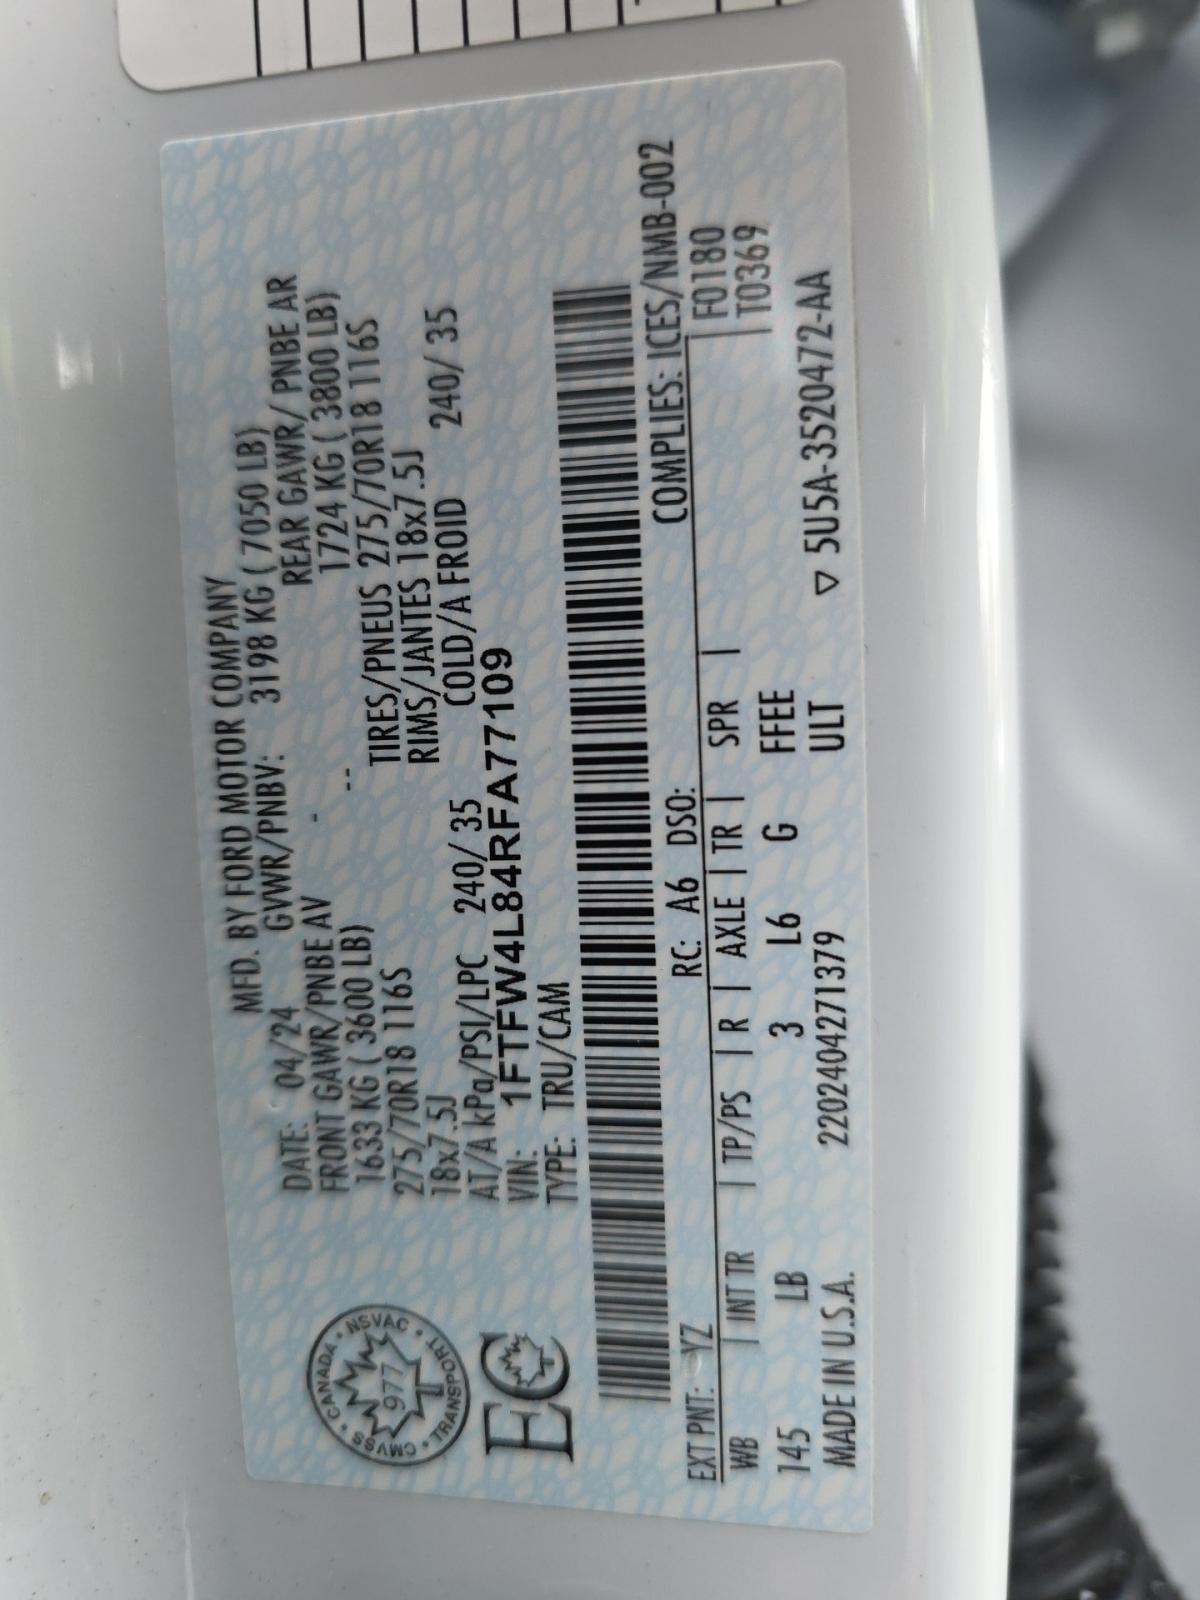 MFD. BY FORD MOTOR COMPANY
DATE: 04/24 GVWR/PNBV: 3198 KG ( 7050 LB)
FRONT GAWR/PNBE AV - REAR GAWR/ PNBE AR
1633 KG ( 3600 LB) -- 1724 KG ( 3800 LB)
275/70R18 116S TIRES/PNEUS 275/70R18 116S
18x7.5J RIMS/JANTES 18x7.5J
AT/A kPa/PSI/LPC 240/ 35 COLD/A FROID 240/ 35
VIN: 1FTFW4L84RFA77109
TYPE: TRU/CAM
CANADA • NSVAC • TRANSPORT • CMVSS •
977
EC
COMPLIES: ICES/NMB-002
EXT PNT: YZ RC: A6 DSO:
WB | INT TR | TP/PS | R | AXLE | TR | SPR | F0180
T0369
145 LB 3 L6 G FFEE
ULT
MADE IN U.S.A. 220240427 1379 ▽ 5U5A-3520472-AA